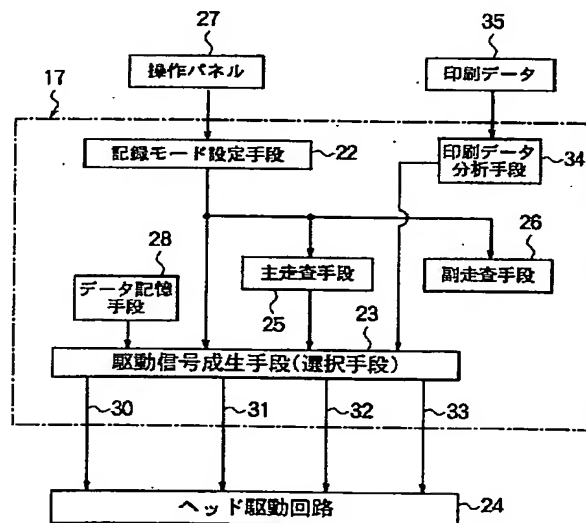 27
35
17
操作パネル
印刷データ
記録モード設定手段
22
印刷データ
分析手段
34
28
26
データ記憶
手段
主走査手段
副走査手段
25
23
駆動信号成生手段(選択手段)
30
31
32
33
ヘッド駆動回路
24